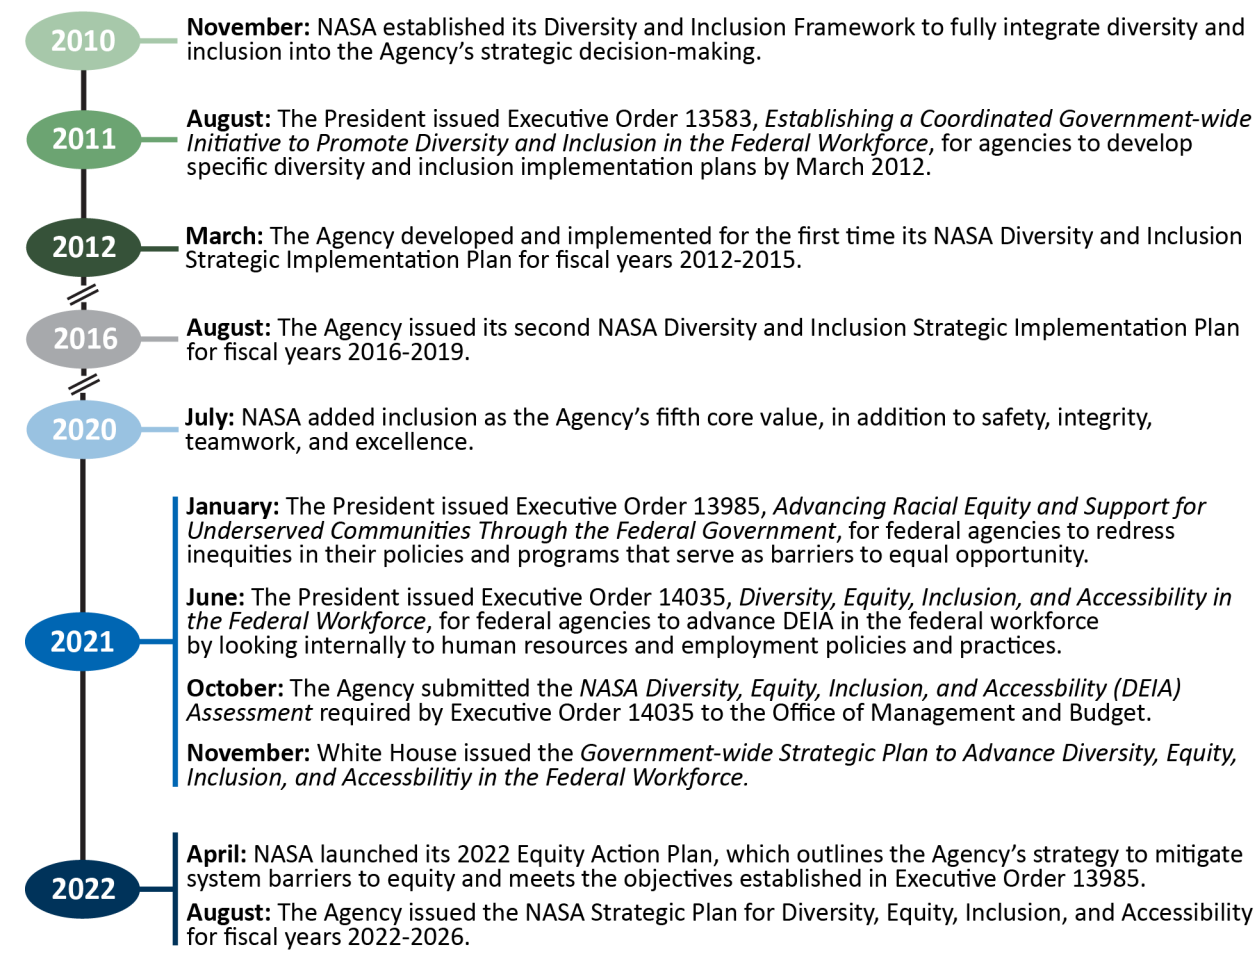 2010
November: NASA established its Diversity and Inclusion Framework to fully integrate diversity and
inclusion into the Agency’s strategic decision-making.
2011
August: The President issued Executive Order 13583, Establishing a Coordinated Government-wide
Initiative to Promote Diversity and Inclusion in the Federal Workforce, for agencies to develop
specific diversity and inclusion implementation plans by March 2012.
2012
March: The Agency developed and implemented for the first time its NASA Diversity and Inclusion
Strategic Implementation Plan for fiscal years 2012-2015.
2016
August: The Agency issued its second NASA Diversity and Inclusion Strategic Implementation Plan
for fiscal years 2016-2019.
2020
July: NASA added inclusion as the Agency’s fifth core value, in addition to safety, integrity,
teamwork, and excellence.
2021
January: The President issued Executive Order 13985, Advancing Racial Equity and Support for
Underserved Communities Through the Federal Government, for federal agencies to redress
inequities in their policies and programs that serve as barriers to equal opportunity.
June: The President issued Executive Order 14035, Diversity, Equity, Inclusion, and Accessibility in
the Federal Workforce, for federal agencies to advance DEIA in the federal workforce
by looking internally to human resources and employment policies and practices.
October: The Agency submitted the NASA Diversity, Equity, Inclusion, and Accessbility (DEIA)
Assessment required by Executive Order 14035 to the Office of Management and Budget.
November: White House issued the Government-wide Strategic Plan to Advance Diversity, Equity,
Inclusion, and Accessbilitiy in the Federal Workforce.
2022
April: NASA launched its 2022 Equity Action Plan, which outlines the Agency’s strategy to mitigate
system barriers to equity and meets the objectives established in Executive Order 13985.
August: The Agency issued the NASA Strategic Plan for Diversity, Equity, Inclusion, and Accessibility
for fiscal years 2022-2026.